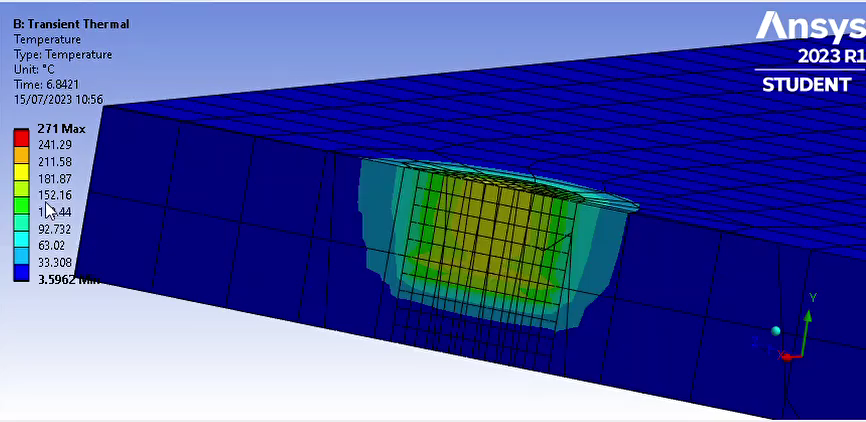 B: Transient Thermal
Temperature
Type: Temperature
Unit: °C
Time: 6.8421
15/07/2023 10:56
271 Max
241.29
211.58
181.87
152.16
92.732
63.02
33.308
3.5962 Min
Ansys
2023 R1
STUDENT
Y
X